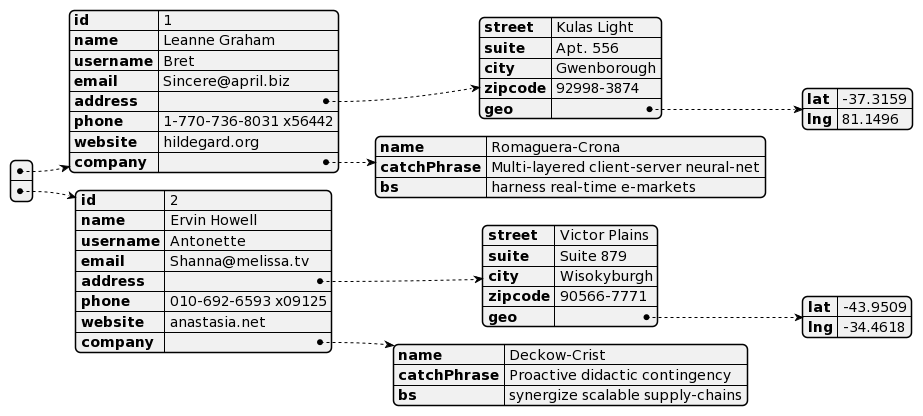 id 1
name Leanne Graham
username Bret
email Sincere@april.biz
address
phone 1-770-736-8031 x56442
website hildegard.org
company
street Kulas Light
suite Apt. 556
city Gwenborough
zipcode 92998-3874
geo
lat -37.3159
lng 81.1496
name Romaguera-Crona
catchPhrase Multi-layered client-server neural-net
bs harness real-time e-markets
id 2
name Ervin Howell
username Antonette
email Shanna@melissa.tv
address
phone 010-692-6593 x09125
website anastasia.net
company
street Victor Plains
suite Suite 879
city Wisokyburgh
zipcode 90566-7771
geo
lat -43.9509
lng -34.4618
name Deckow-Crist
catchPhrase Proactive didactic contingency
bs synergize scalable supply-chains